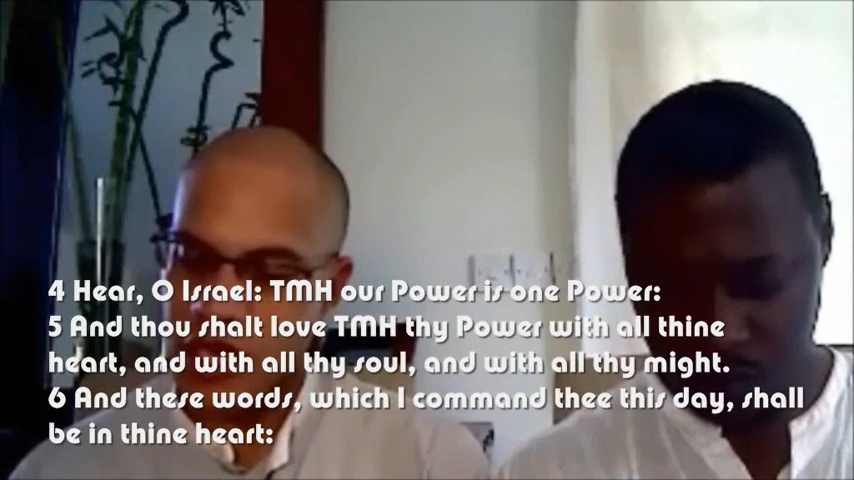 4 Hear, O Israel: TMH our Power is one Power:
5 And thou shalt love TMH thy Power with all thine
heart, and with all thy soul, and with all thy might.
6 And these words, which I command thee this day, shall
be in thine heart: